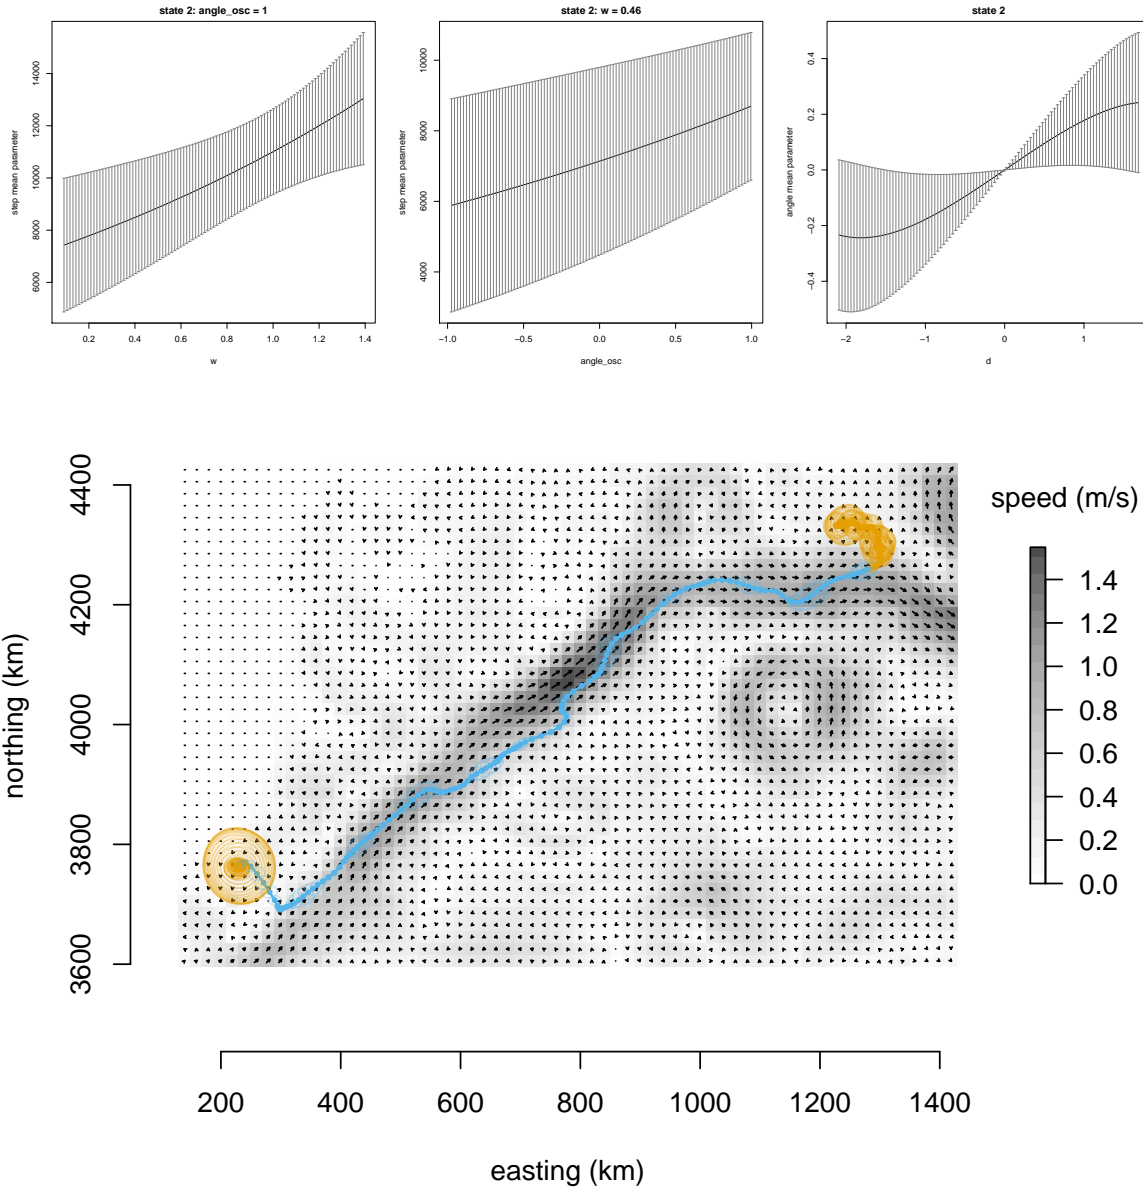 state 2: angle_osc = 1
step mean parameter
6000 8000 10000 12000 14000
0.2 0.4 0.6 0.8 1.0 1.2 1.4
w
state 2: w = 0.46
step mean parameter
4000 6000 8000 10000
−1.0 −0.5 0.0 0.5 1.0
angle_osc
state 2
angle mean parameter
−0.4 −0.2 0.0 0.2 0.4
−2 −1 0 1
d
northing (km)
3600 3800 4000 4200 4400
200 400 600 800 1000 1200 1400
easting (km)
speed (m/s)
1.4
1.2
1.0
0.8
0.6
0.4
0.2
0.0